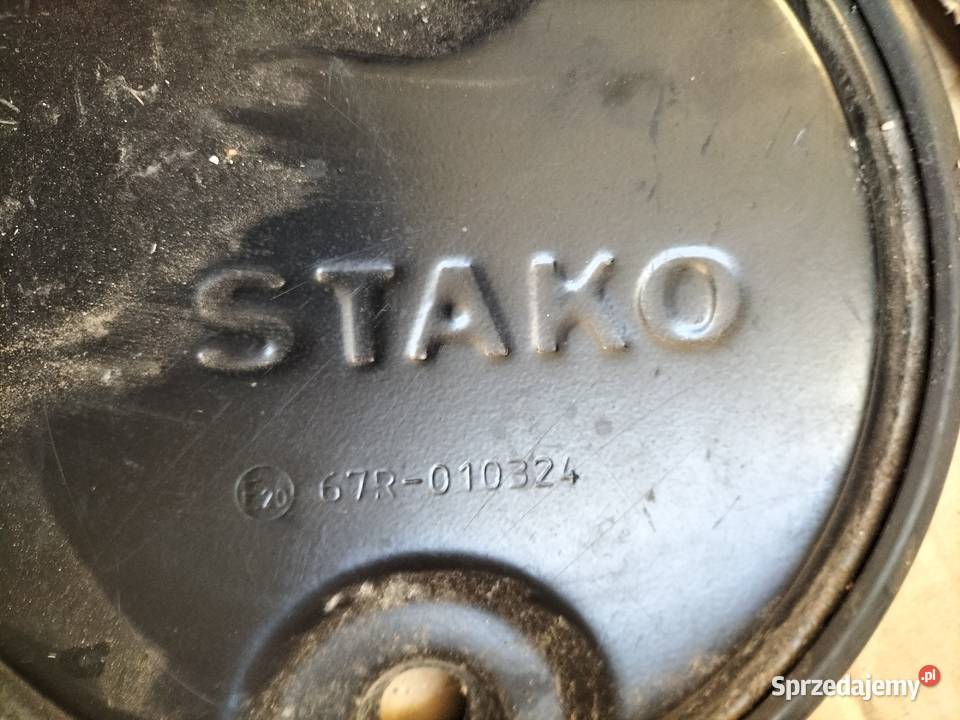 STAKO
E20 67R-010324
Sprzedajemy.pl